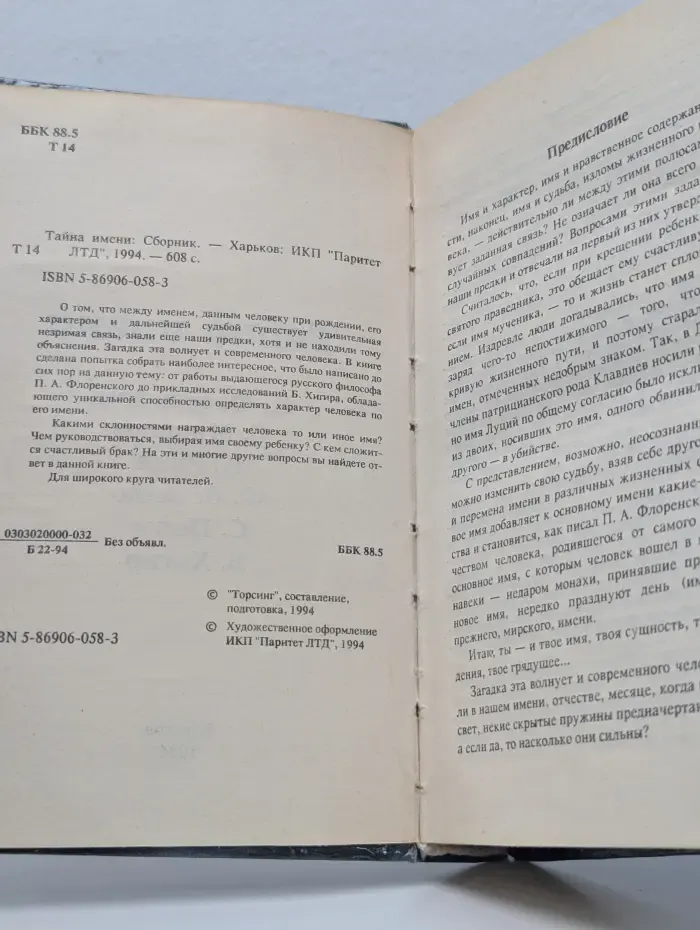 ББК 88.5
Т 14
Тайна имени: Сборник. — Харьков: ИКП "Паритет
Т 14 ЛТД", 1994. — 608 с.
ISBN 5-86906-058-3
О том, что между именем, данным человеку при рождении, его
характером и дальнейшей судьбой существует удивительная
незримая связь, знали еще наши предки, хотя и не находили тому
объяснения. Загадка эта волнует и современного человека. В книге
сделана попытка собрать наиболее интересное, что было написано до
сих пор на данную тему: от работы выдающегося русского философа
П. А. Флоренского до прикладных исследований Б. Хигира, облада-
ющего уникальной способностью определять характер человека по
его имени.
Какими склонностями награждает человека то или иное имя?
Чем руководствоваться, выбирая имя своему ребенку? С кем сложит-
ся счастливый брак? На эти и многие другие вопросы вы найдете от-
вет в данной книге.
Для широкого круга читателей.
0303020000-032
Б 22-94
Без объявл.
ББК 88.5
© "Торсинг", составление,
подготовка, 1994
© Художественное оформление
ИКП "Паритет ЛТД", 1994
BN 5-86906-058-3
Предисловие
Имя и характер, имя и нравственное содержан
сти, наконец, имя и судьба, изломы жизненного
века, — действительно ли между этими полюсам
вует заданная связь? Не означает ли она всего
случайных совпадений? Вопросами этими зада
наши предки и отвечали на первый из них утвер
Считалось, что, если при крещении ребенк
святого праведника, это обещает ему счастливу
если имя мученика, — то и жизнь станет спло
нием. Издревле люди догадывались, что имя
заряд чего-то непостижимого — того, что
кривую жизненного пути, и поэтому старал
имен, отмеченных недобрым знаком. Так, в Д
члены патрицианского рода Клавдиев носили
но имя Луций по общему согласию было исклю
из двоих, носивших это имя, одного обвинил
другого — в убийстве.
С представлением, возможно, неосознанн
можно изменить свою судьбу, взяв себе друго
и перемена имени в различных жизненных с
вое имя добавляет к основному имени какие-
ства и становится, как писал П. А. Флоренск
чеством человека, родившегося от самого
основное имя, с которым человек вошел в
навеки — недаром монахи, принявшие пр
новое имя, нередко празднуют день (им
прежнего, мирского, имени.
Итаю, ты — и твое имя, твоя сущность, т
дения, твое грядущее...
Загадка эта волнует и современного чело
ли в нашем имени, отчестве, месяце, когда
свет, некие скрытые пружины предначертан
а если да, то насколько они сильны?